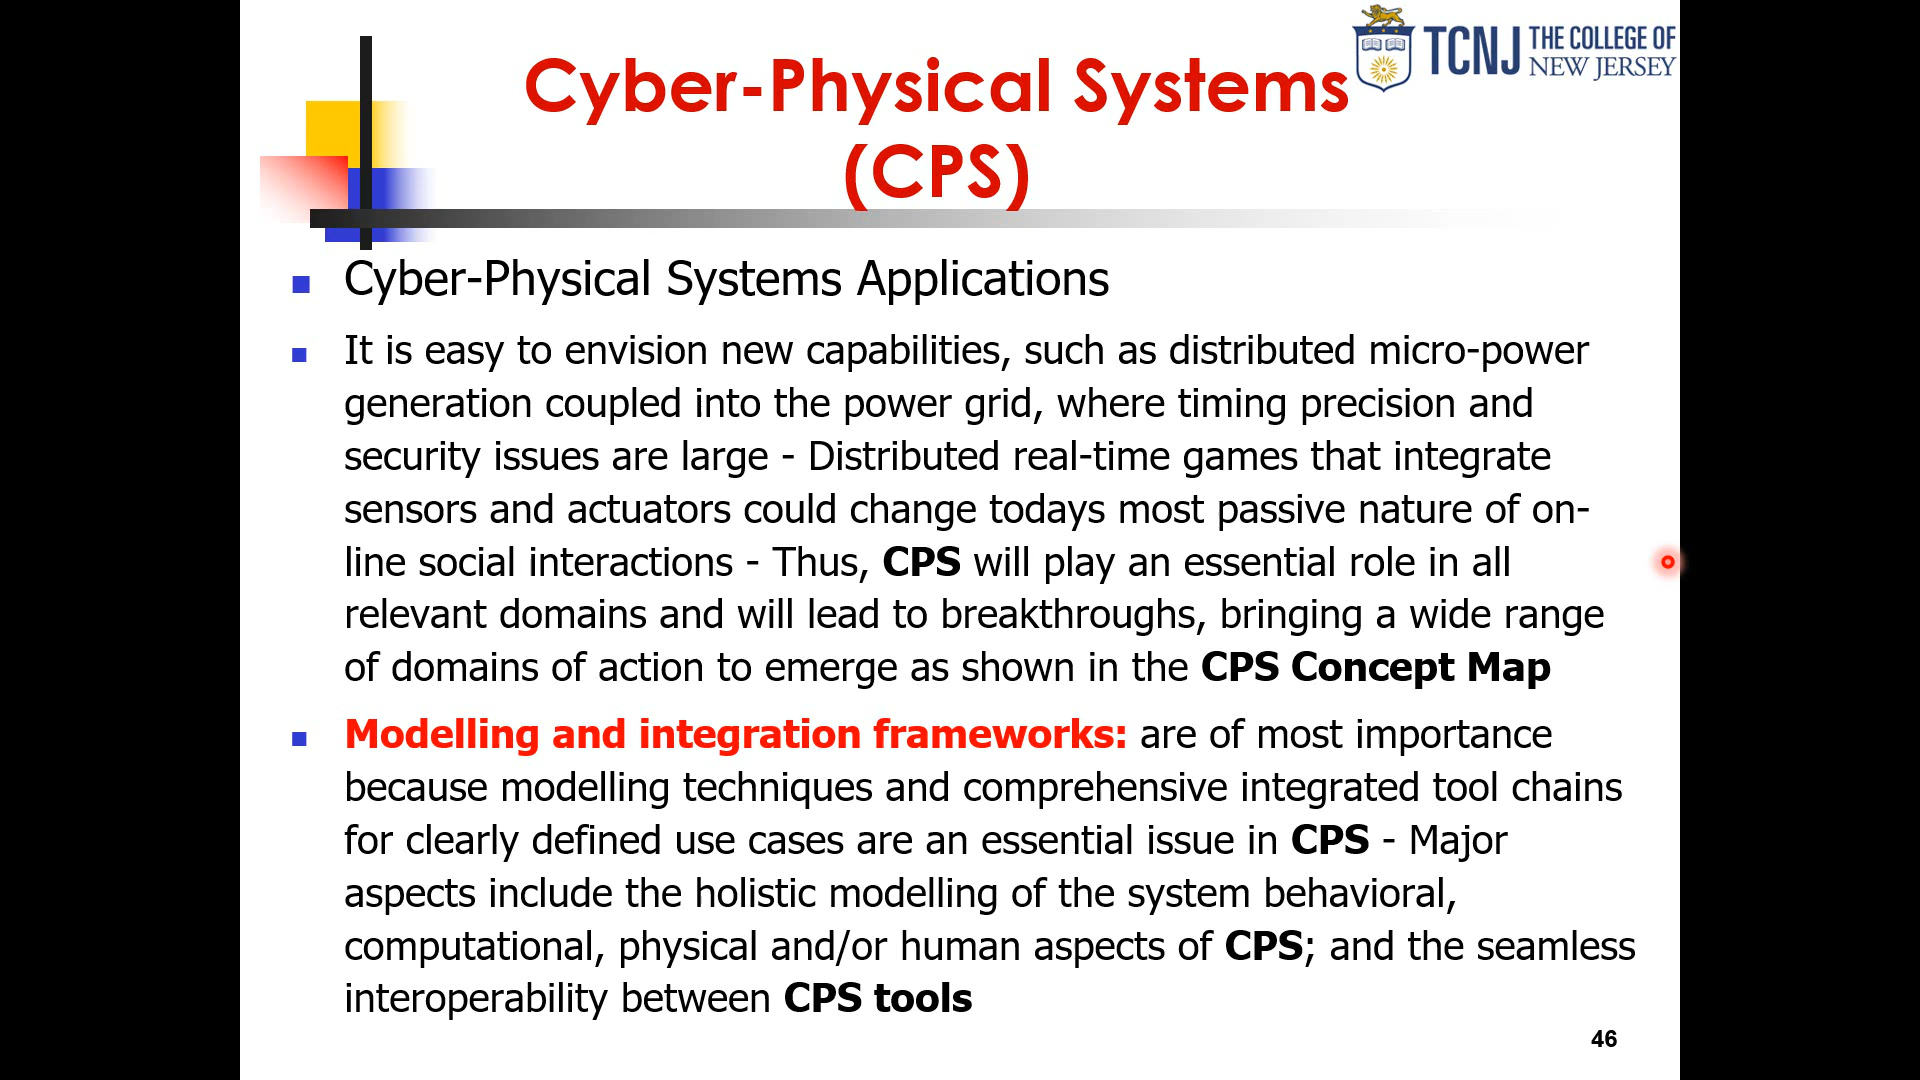 TCNJ THE COLLEGE OF
NEW JERSEY
Cyber-Physical Systems
(CPS)
Cyber-Physical Systems Applications
It is easy to envision new capabilities, such as distributed micro-power
generation coupled into the power grid, where timing precision and
security issues are large - Distributed real-time games that integrate
sensors and actuators could change todays most passive nature of on-
line social interactions - Thus, CPS will play an essential role in all
relevant domains and will lead to breakthroughs, bringing a wide range
of domains of action to emerge as shown in the CPS Concept Map
Modelling and integration frameworks: are of most importance
because modelling techniques and comprehensive integrated tool chains
for clearly defined use cases are an essential issue in CPS - Major
aspects include the holistic modelling of the system behavioral,
computational, physical and/or human aspects of CPS; and the seamless
interoperability between CPS tools
46